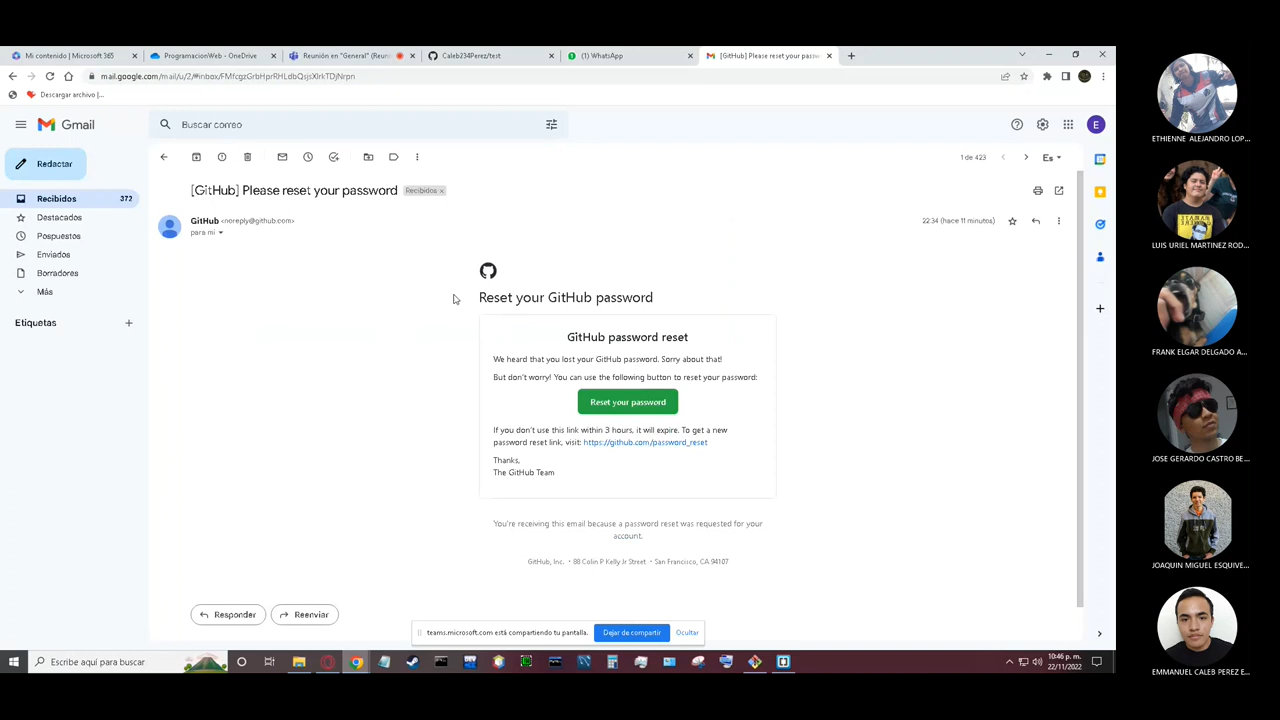 Mi contenido | Microsoft 365
ProgramacionWeb - OneDrive
Reunión en "General" (Reuni
Caleb234Perez/test
(1) WhatsApp
[GitHub] Please reset your passw
mail.google.com/mail/u/2/#inbox/FMfcgzGrbHprRHLdbQsjsXlrkTDjNrpn
Descargar archivo |...
Gmail
Buscar correo
E
Redactar
1 de 423
Es
[GitHub] Please reset your password
Recibidos x
Recibidos
372
Destacados
Pospuestos
Enviados
Borradores
Más
Etiquetas
GitHub <noreply@github.com>
para mí
22:34 (hace 11 minutos)
Reset your GitHub password
GitHub password reset
We heard that you lost your GitHub password. Sorry about that!
But don't worry! You can use the following button to reset your password:
Reset your password
If you don't use this link within 3 hours, it will expire. To get a new
password reset link, visit: https://github.com/password_reset
Thanks,
The GitHub Team
You're receiving this email because a password reset was requested for your
account.
GitHub, Inc. • 88 Colin P Kelly Jr Street • San Francisco, CA 94107
Responder
Reenviar
teams.microsoft.com está compartiendo tu pantalla.
Dejar de compartir
Ocultar
Escribe aquí para buscar
10:46 p. m.
22/11/2022
ETHIENNE ALEJANDRO LOP...
LUIS URIEL MARTINEZ ROD...
FRANK ELGAR DELGADO A...
JOSE GERARDO CASTRO BE...
JOAQUIN MIGUEL ESQUIVE...
EMMANUEL CALEB PEREZ E...